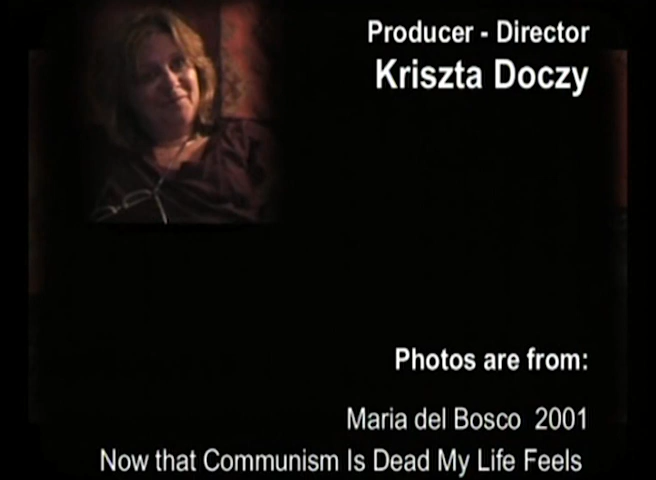 Producer - Director
Kriszta Doczy
Photos are from:
Maria del Bosco 2001
Now that Communism Is Dead My Life Feels